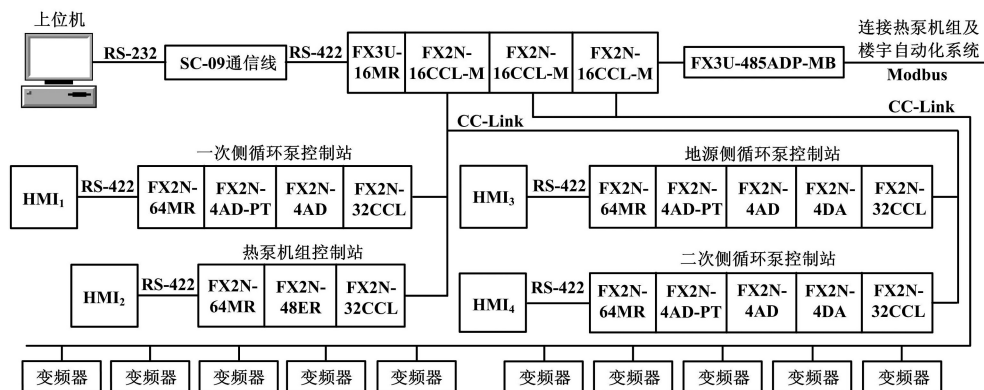 上位机
RS-232
SC-09通信线
RS-422
FX3U-
16MR
FX2N-
16CCL-M
FX2N-
16CCL-M
FX2N-
16CCL-M
FX3U-485ADP-MB
连接热泵机组及
楼宇自动化系统
Modbus
CC-Link
CC-Link
一次侧循环泵控制站
HMI₁
RS-422
FX2N-
64MR
FX2N-
4AD-PT
FX2N-
4AD
FX2N-
32CCL
地源侧循环泵控制站
HMI₃
RS-422
FX2N-
64MR
FX2N-
4AD-PT
FX2N-
4AD
FX2N-
4DA
FX2N-
32CCL
热泵机组控制站
HMI₂
RS-422
FX2N-
64MR
FX2N-
48ER
FX2N-
32CCL
二次侧循环泵控制站
HMI₄
RS-422
FX2N-
64MR
FX2N-
4AD-PT
FX2N-
4AD
FX2N-
4DA
FX2N-
32CCL
变频器
变频器
变频器
变频器
变频器
变频器
变频器
变频器
变频器